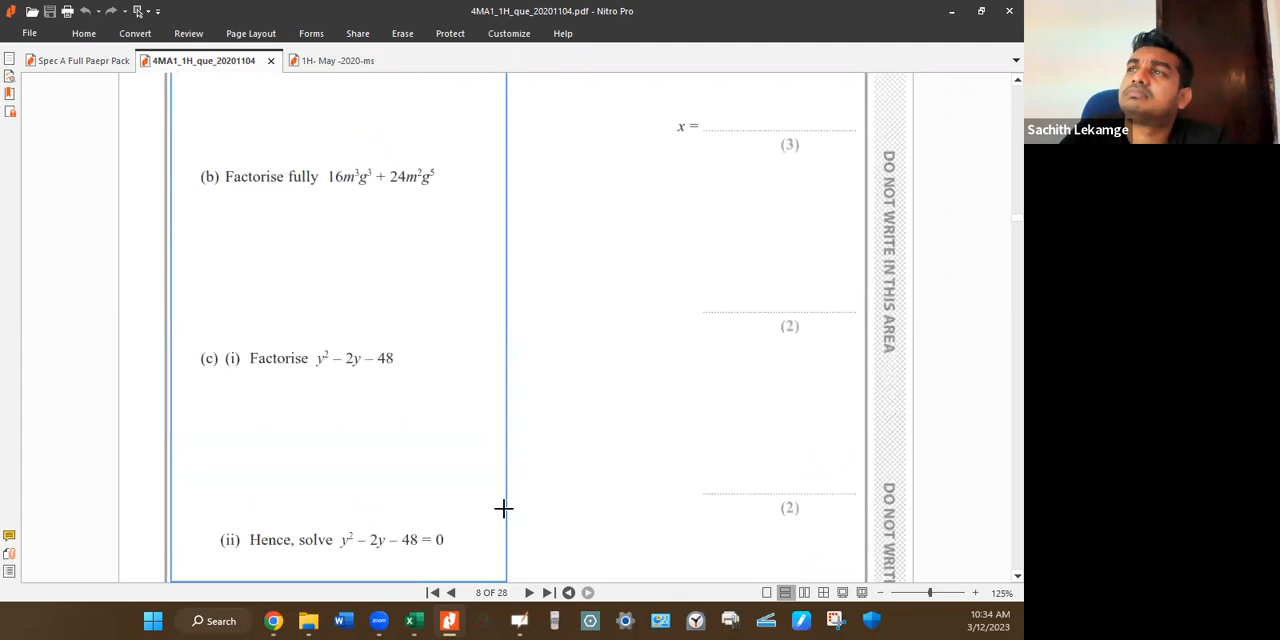 4MA1_1H_que_20201104.pdf - Nitro Pro
File Home Convert Review Page Layout Forms Share Erase Protect Customize Help
Spec A Full Paepr Pack 4MA1_1H_que_20201104 1H- May -2020-ms
Sachith Lekamge
x =
(3)
(b) Factorise fully 16m³g³ + 24m²g⁵
(2)
(c) (i) Factorise y² – 2y – 48
(2)
(ii) Hence, solve y² – 2y – 48 = 0
DO NOT WRITE IN THIS AREA
DO NOT WRIT
8 OF 28
125%
Search
10:34 AM
3/12/2023